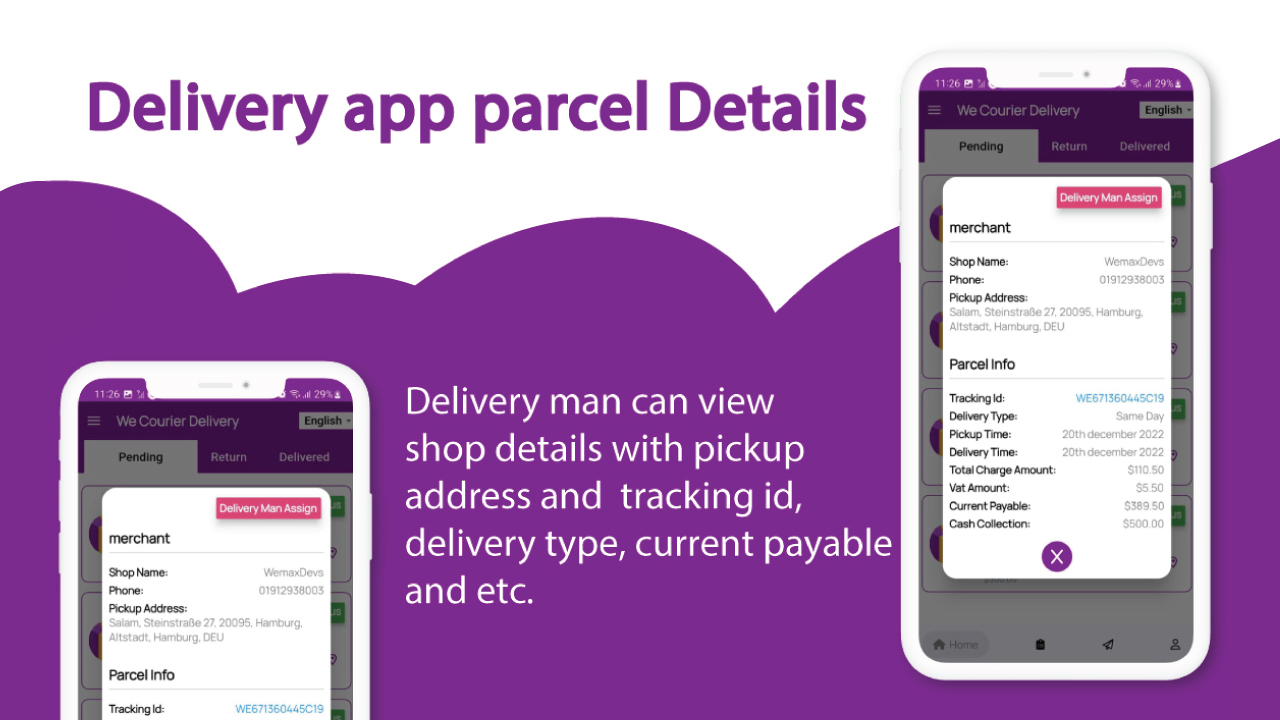 Delivery app parcel Details
11:26
29%
We Courier Delivery
English
Pending
Return
Delivered
US
Delivery Man Assign
merchant
Shop Name:
WemaxDevs
Phone:
01912938003
Pickup Address:
Salam, Steinstraße 27, 20095, Hamburg,
Altstadt, Hamburg, DEU
US
Parcel Info
Tracking Id:
WE671360445C19
Delivery Type:
Same Day
US
Pickup Time:
20th december 2022
Delivery Time:
20th december 2022
Total Charge Amount:
$110.50
Vat Amount:
$5.50
Current Payable:
$389.50
US
Cash Collection:
$500.00
X
Home
Delivery man can view
shop details with pickup
address and tracking id,
delivery type, current payable
and etc.
11:26
29%
We Courier Delivery
English
Pending
Return
Delivered
US
Delivery Man Assign
merchant
Shop Name:
WemaxDevs
Phone:
01912938003
Pickup Address:
Salam, Steinstraße 27, 20095, Hamburg,
Altstadt, Hamburg, DEU
US
Parcel Info
Tracking Id:
WE671360445C19